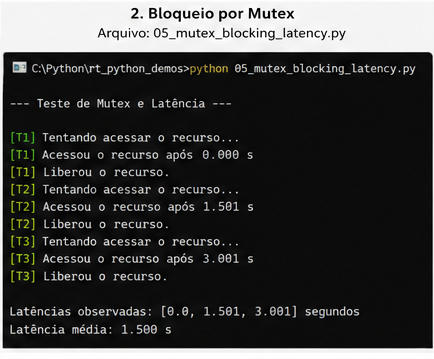 2. Bloqueio por Mutex
Arquivo: 05_mutex_blocking_latency.py
C:\Python\rt_python_demos>python 05_mutex_blocking_latency.py
--- Teste de Mutex e Latência ---
[T1] Tentando acessar o recurso...
[T1] Acessou o recurso após 0.000 s
[T1] Liberou o recurso.
[T2] Tentando acessar o recurso...
[T2] Acessou o recurso após 1.501 s
[T2] Liberou o recurso.
[T3] Tentando acessar o recurso...
[T3] Acessou o recurso após 3.001 s
[T3] Liberou o recurso.
Latências observadas: [0.0, 1.501, 3.001] segundos
Latência média: 1.500 s